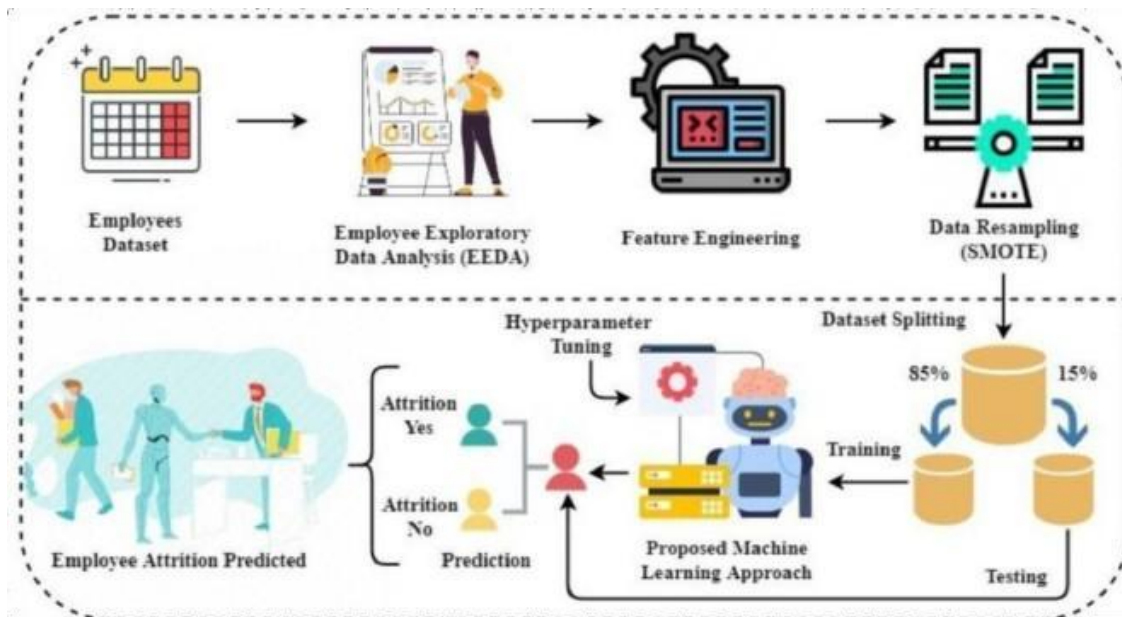 Employees
Dataset
Employee Exploratory
Data Analysis (EEDA)
Feature Engineering
Data Resampling
(SMOTE)
Dataset Splitting
85%
15%
Hyperparameter
Tuning
Training
Attrition
Yes
Attrition
No
Prediction
Proposed Machine
Learning Approach
Testing
Employee Attrition Predicted